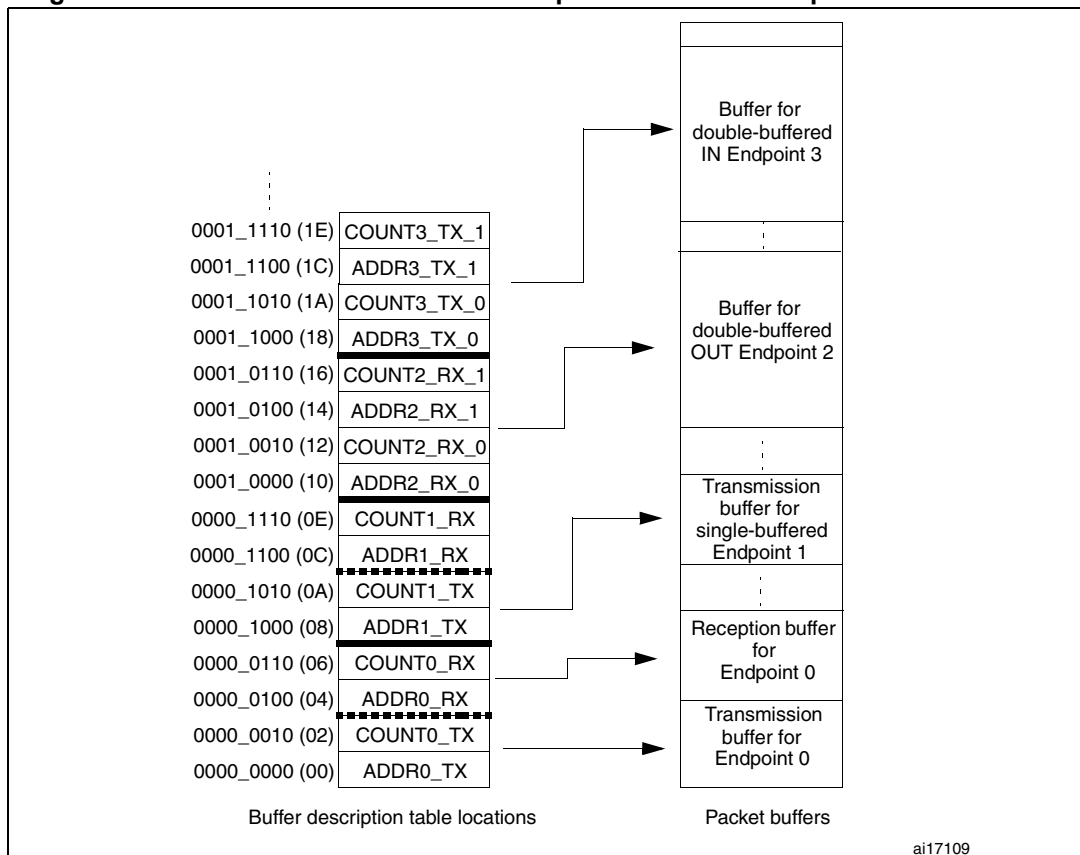 Buffer for
double-buffered
IN Endpoint 3
0001_1110 (1E) COUNT3_TX_1
0001_1100 (1C) ADDR3_TX_1
0001_1010 (1A) COUNT3_TX_0
0001_1000 (18) ADDR3_TX_0
0001_0110 (16) COUNT2_RX_1
0001_0100 (14) ADDR2_RX_1
0001_0010 (12) COUNT2_RX_0
0001_0000 (10) ADDR2_RX_0
0000_1110 (0E) COUNT1_RX
0000_1100 (0C) ADDR1_RX
0000_1010 (0A) COUNT1_TX
0000_1000 (08) ADDR1_TX
0000_0110 (06) COUNT0_RX
0000_0100 (04) ADDR0_RX
0000_0010 (02) COUNT0_TX
0000_0000 (00) ADDR0_TX
Buffer for
double-buffered
OUT Endpoint 2
Transmission
buffer for
single-buffered
Endpoint 1
Reception buffer
for
Endpoint 0
Transmission
buffer for
Endpoint 0
Buffer description table locations
Packet buffers
ai17109